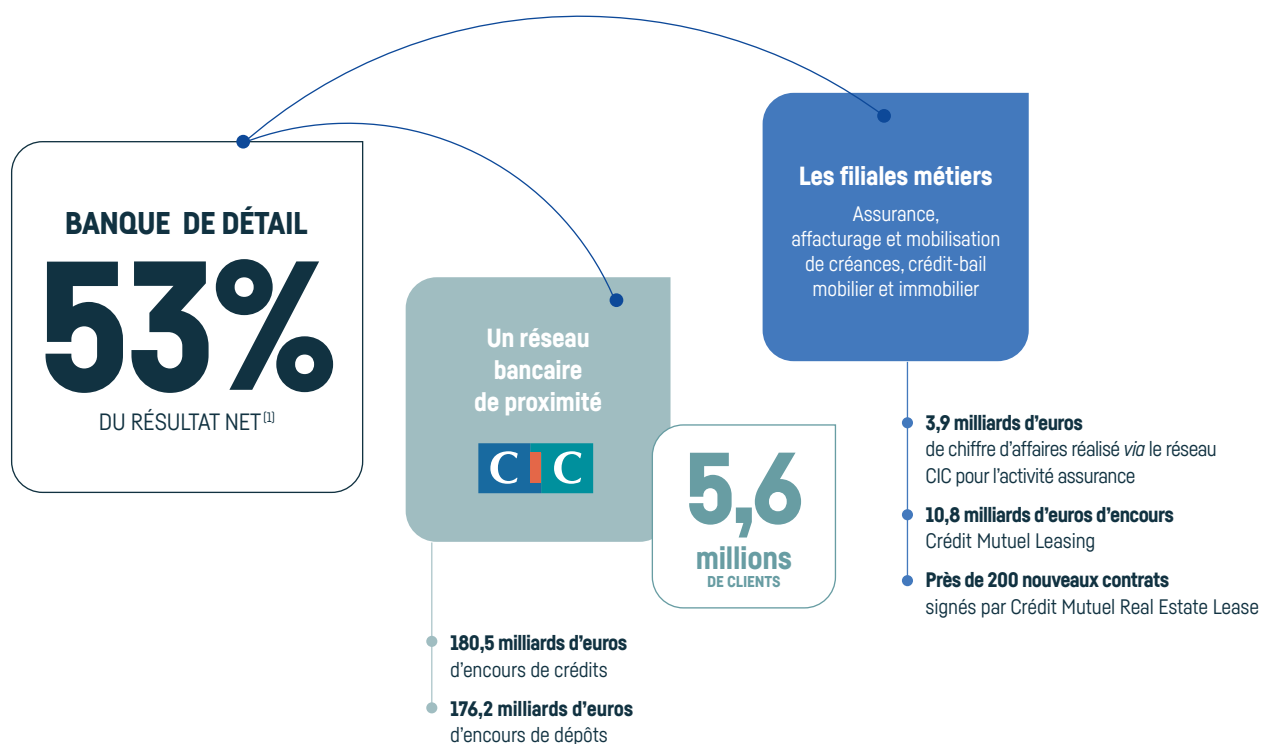 BANQUE DE DÉTAIL
53%
DU RÉSULTAT NET (1)
Un réseau
bancaire
de proximité
CIC
5,6
millions
DE CLIENTS
180,5 milliards d'euros
d'encours de crédits
176,2 milliards d'euros
d'encours de dépôts
Les filiales métiers
Assurance,
affacturage et mobilisation
de créances, crédit-bail
mobilier et immobilier
3,9 milliards d'euros
de chiffre d'affaires réalisé via le réseau
CIC pour l'activité assurance
10,8 milliards d'euros d'encours
Crédit Mutuel Leasing
Près de 200 nouveaux contrats
signés par Crédit Mutuel Real Estate Lease